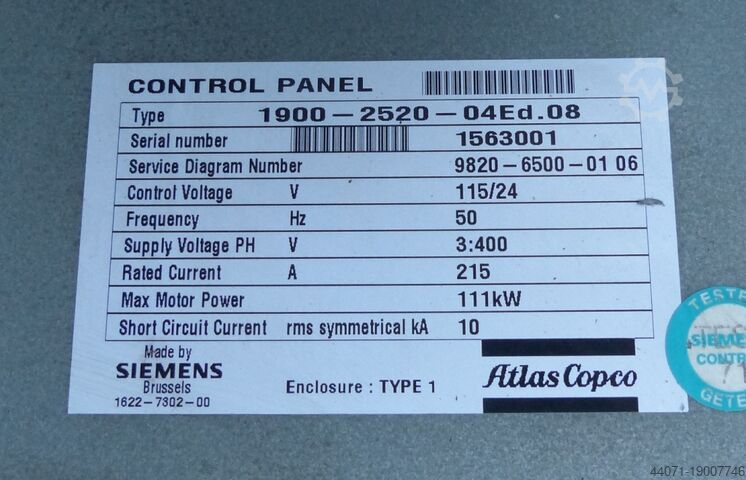 CONTROL PANEL
Type 1900-2520-04Ed.08
Serial number 1563001
Service Diagram Number 9820-6500-01 06
Control Voltage V 115/24
Frequency Hz 50
Supply Voltage PH V 3:400
Rated Current A 215
Max Motor Power 111kW
Short Circuit Current rms symmetrical kA 10
Made by
SIEMENS
Brussels
1622-7302-00
Enclosure : TYPE 1
Atlas Copco
44071-19007746